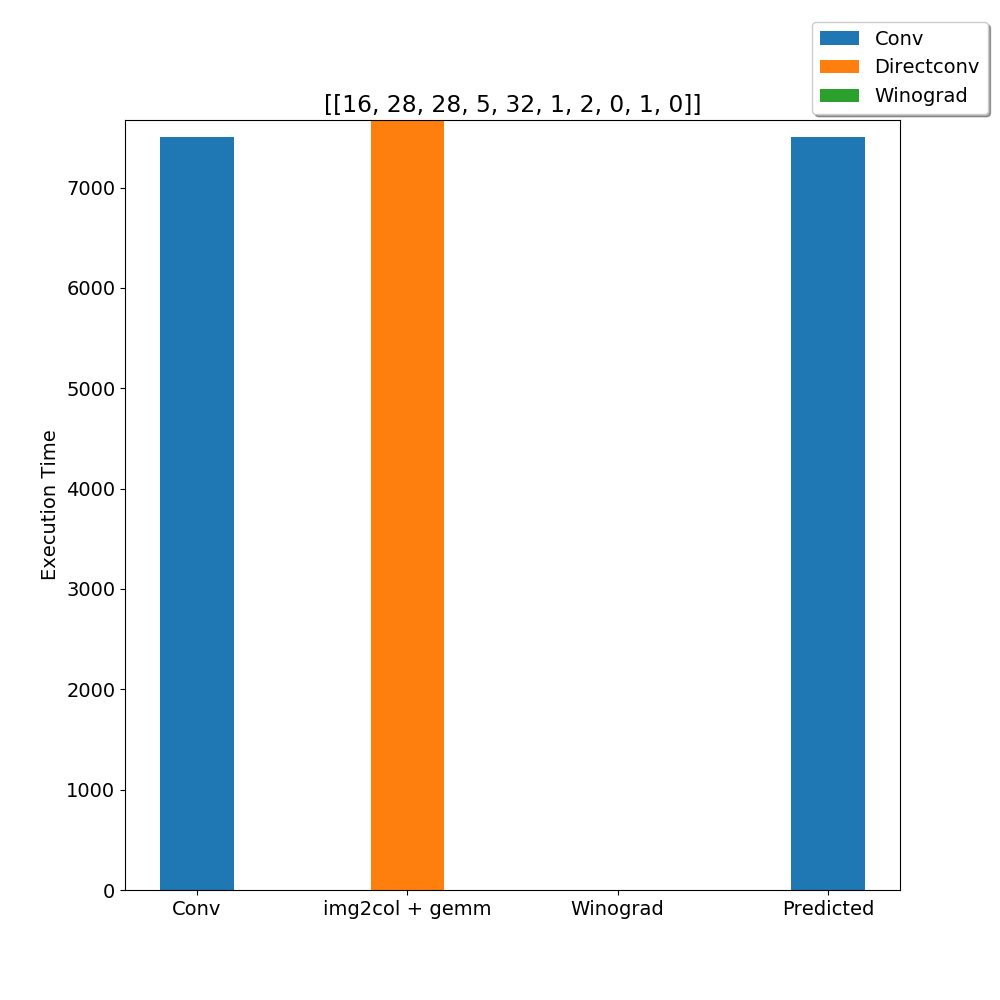 Conv
Directconv
Winograd
[[16, 28, 28, 5, 32, 1, 2, 0, 1, 0]]
7000
6000
5000
4000
3000
2000
1000
0
Execution Time
Conv img2col + gemm Winograd Predicted